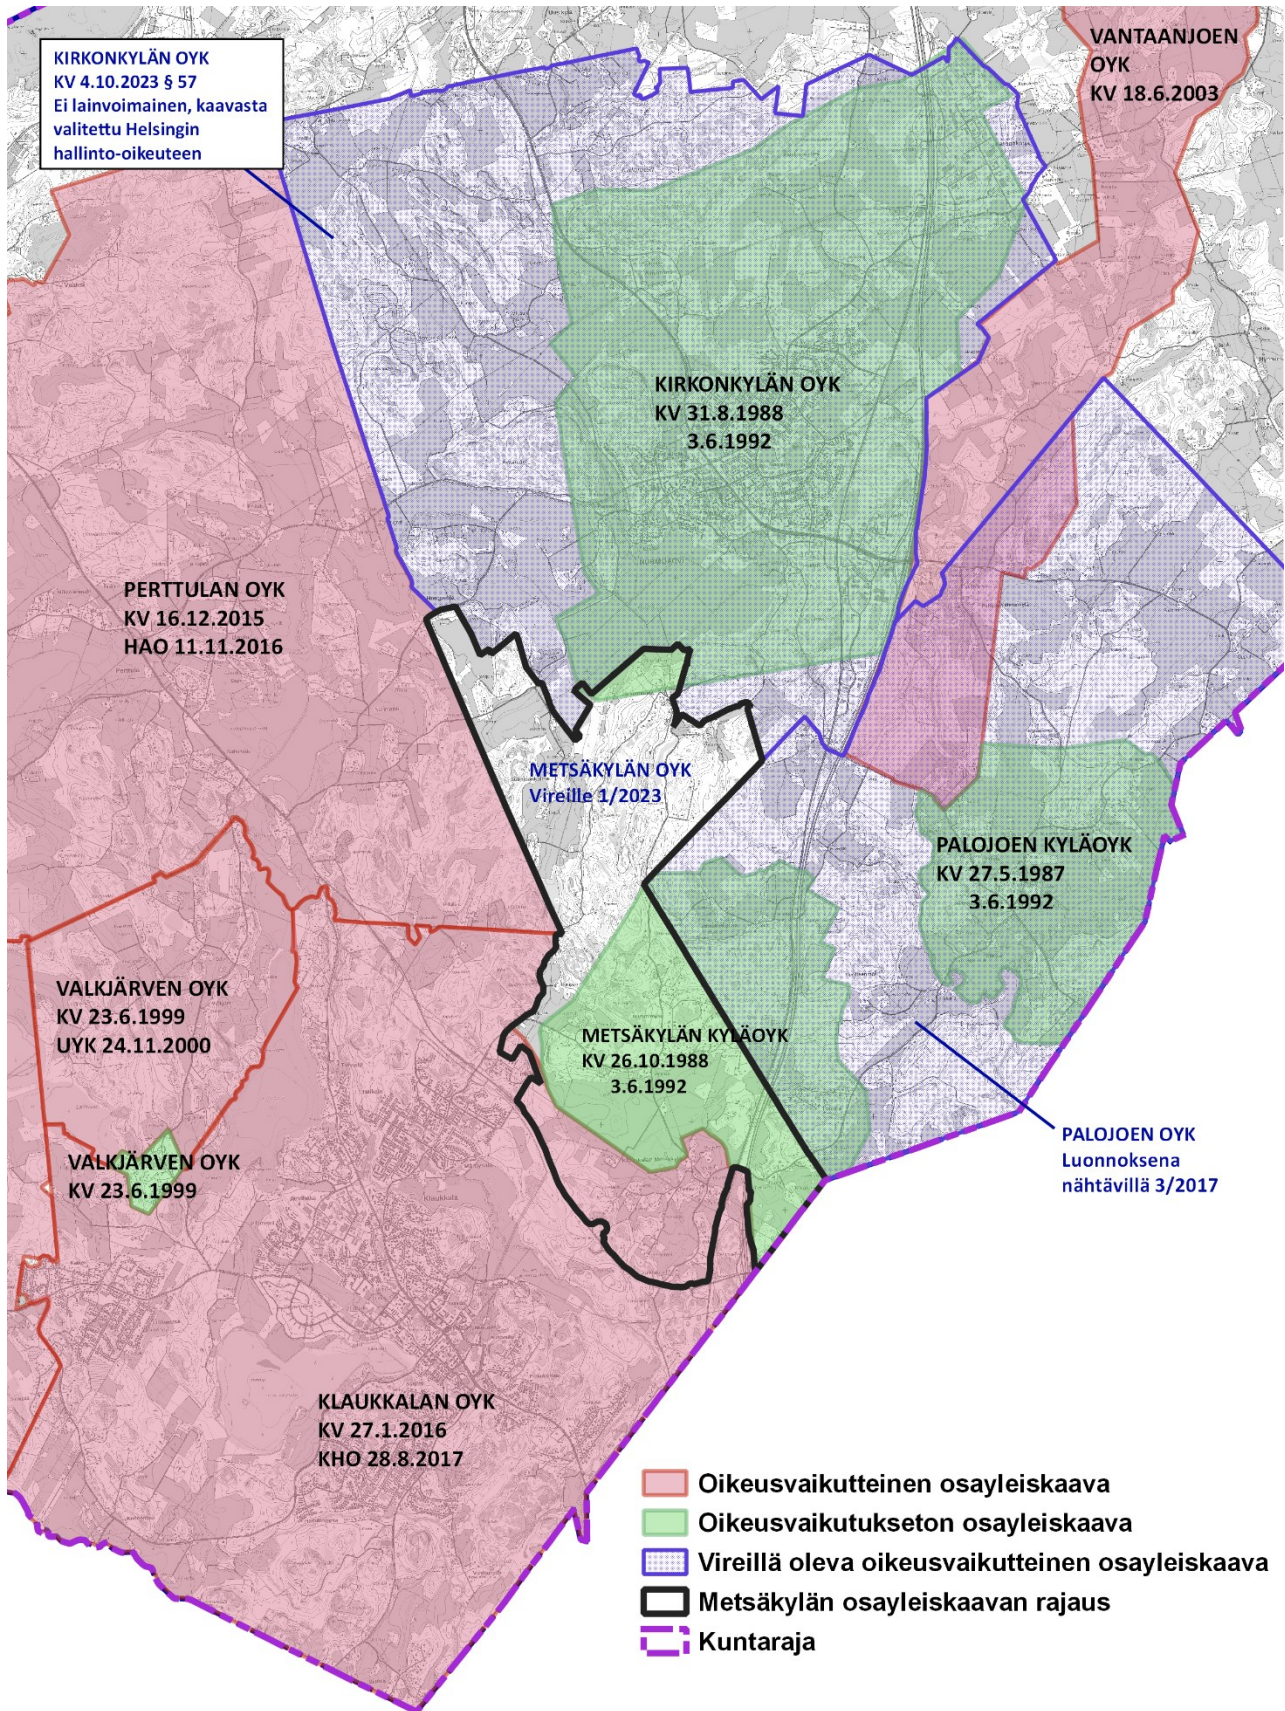 KIRKONKYLÄN OYK
KV 4.10.2023 § 57
Ei lainvoimainen, kaavasta
valitettu Helsingin
hallinto-oikeuteen
VANTAANJOEN
OYK
KV 18.6.2003
KIRKONKYLÄN OYK
KV 31.8.1988
3.6.1992
PERTTULAN OYK
KV 16.12.2015
HAO 11.11.2016
METSÄKYLÄN OYK
Vireille 1/2023
PALOJOEN KYLÄOYK
KV 27.5.1987
3.6.1992
VALKJÄRVEN OYK
KV 23.6.1999
UYK 24.11.2000
METSÄKYLÄN KYLÄOYK
KV 26.10.1988
3.6.1992
VALKJÄRVEN OYK
KV 23.6.1999
PALOJOEN OYK
Luonnoksena
nähtävillä 3/2017
Klaukkala
KLAUKKALAN OYK
KV 27.1.2016
KHO 28.8.2017
Oikeusvaikutteinen osayleiskaava
Oikeusvaikutukseton osayleiskaava
Vireillä oleva oikeusvaikutteinen osayleiskaava
Metsäkylän osayleiskaavan rajaus
Kuntaraja